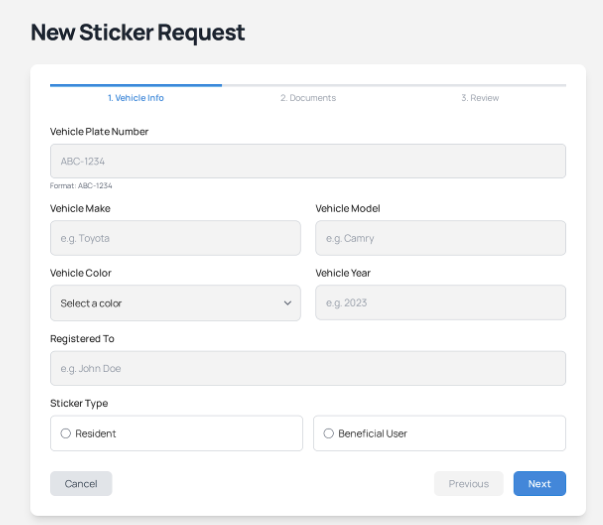 New Sticker Request
1. Vehicle Info 2. Documents 3. Review
Vehicle Plate Number
ABC-1234
Format: ABC-1234
Vehicle Make Vehicle Model
e.g. Toyota e.g. Camry
Vehicle Color Vehicle Year
Select a color e.g. 2023
Registered To
e.g. John Doe
Sticker Type
Resident Beneficial User
Cancel Previous Next